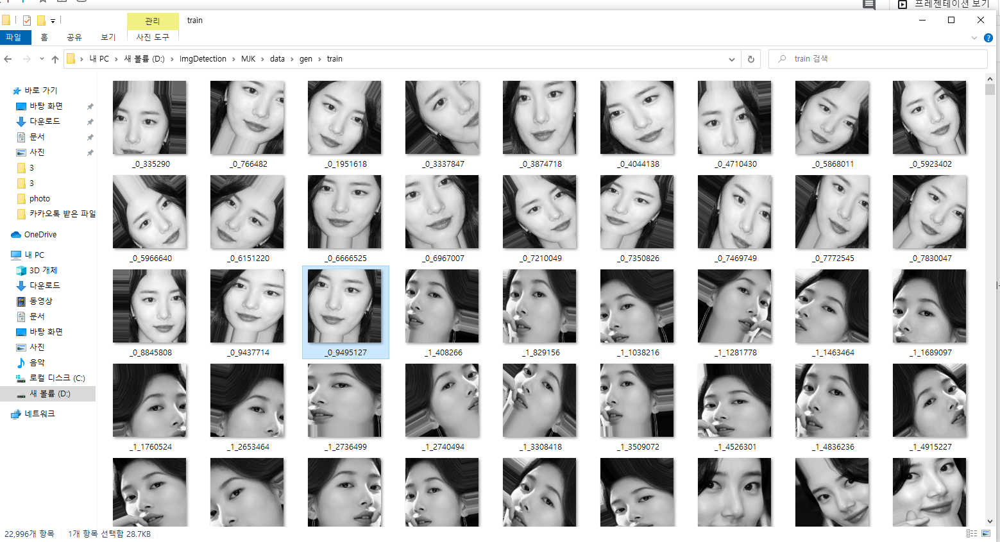 프레젠테이션 보기
관리
train
파일
홈
공유
보기
사진 도구
내 PC
새 볼륨 (D:)
ImgDetection
MJK
data
gen
train
train 검색
바로 가기
바탕 화면
다운로드
문서
사진
3
3
photo
카카오톡 받은 파일
OneDrive
내 PC
3D 개체
다운로드
동영상
문서
바탕 화면
사진
음악
로컬 디스크 (C:)
새 볼륨 (D:)
네트워크
_0_335290 _0_766482 _0_1951618 _0_3337847 _0_3874718 _0_4044138 _0_4710430 _0_5868011 _0_5923402
_0_5966640 _0_6151220 _0_6666525 _0_6967007 _0_7210049 _0_7350826 _0_7469749 _0_7772545 _0_7830047
_0_8845808 _0_9437714 _0_9495127 _1_408266 _1_829156 _1_1038216 _1_1281778 _1_1463464 _1_1689097
_1_1760524 _1_2653464 _1_2736499 _1_2740494 _1_3308418 _1_3509072 _1_4526301 _1_4836236 _1_4915227
22,996개 항목
1개 항목 선택함 28.7KB